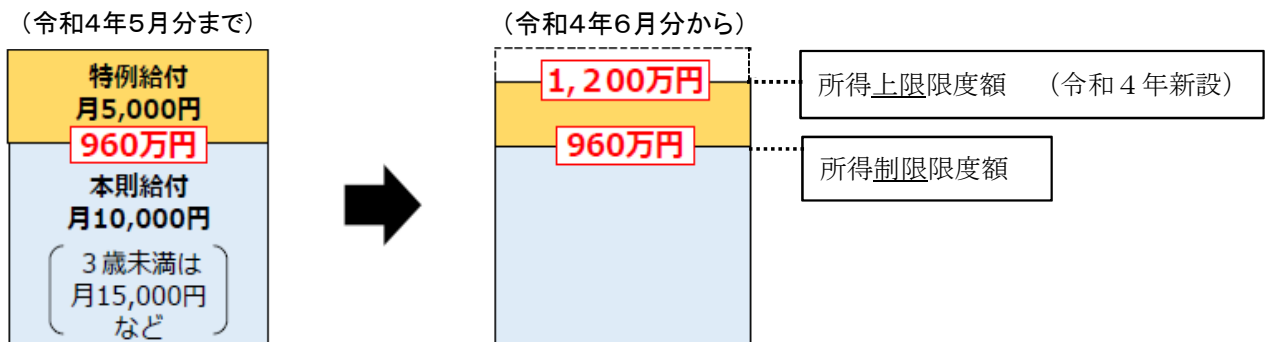 （令和４年５月分まで）
特例給付
月5,000円
960万円
本則給付
月10,000円
３歳未満は
月15,000円
など
（令和４年６月分から）
1,200万円
960万円
所得上限限度額　（令和４年新設）
所得制限限度額